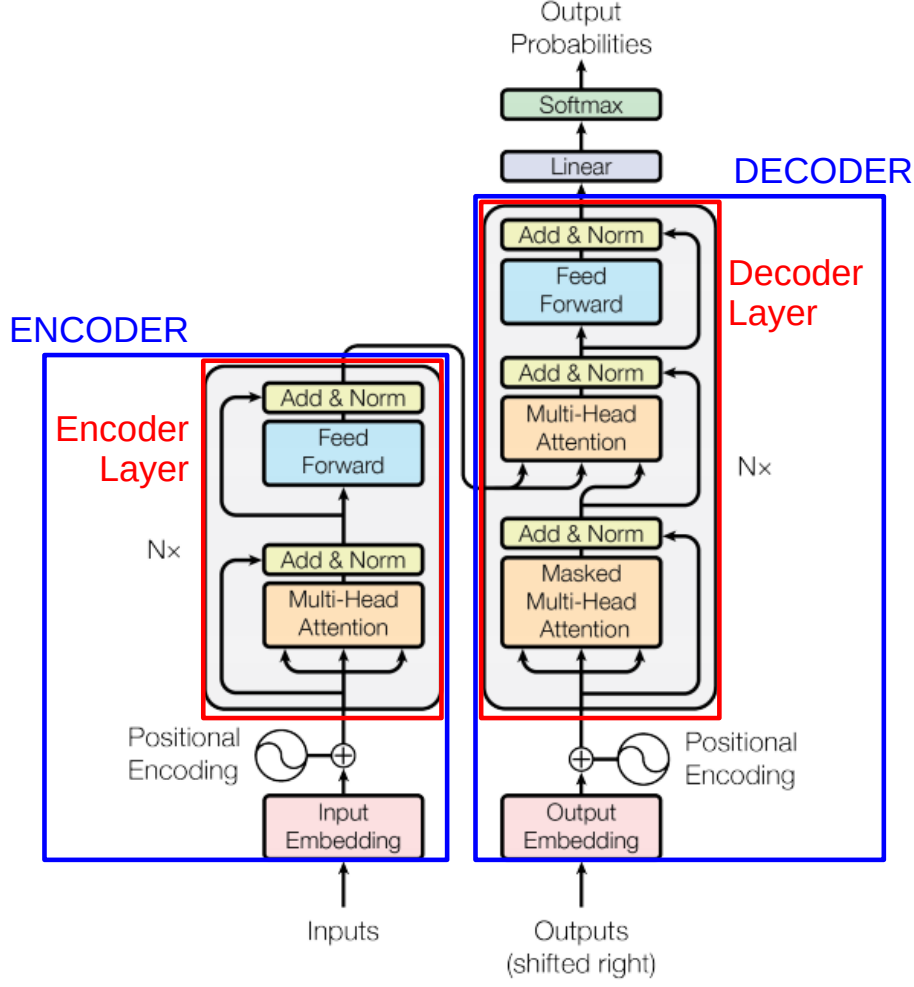 Output
Probabilities
Softmax
Linear
DECODER
Add & Norm
Feed
Forward
Decoder
Layer
Add & Norm
Multi-Head
Attention
N×
Add & Norm
Masked
Multi-Head
Attention
ENCODER
Add & Norm
Encoder
Layer
Feed
Forward
N×
Add & Norm
Multi-Head
Attention
Positional
Encoding
Positional
Encoding
Input
Embedding
Output
Embedding
Inputs
Outputs
(shifted right)